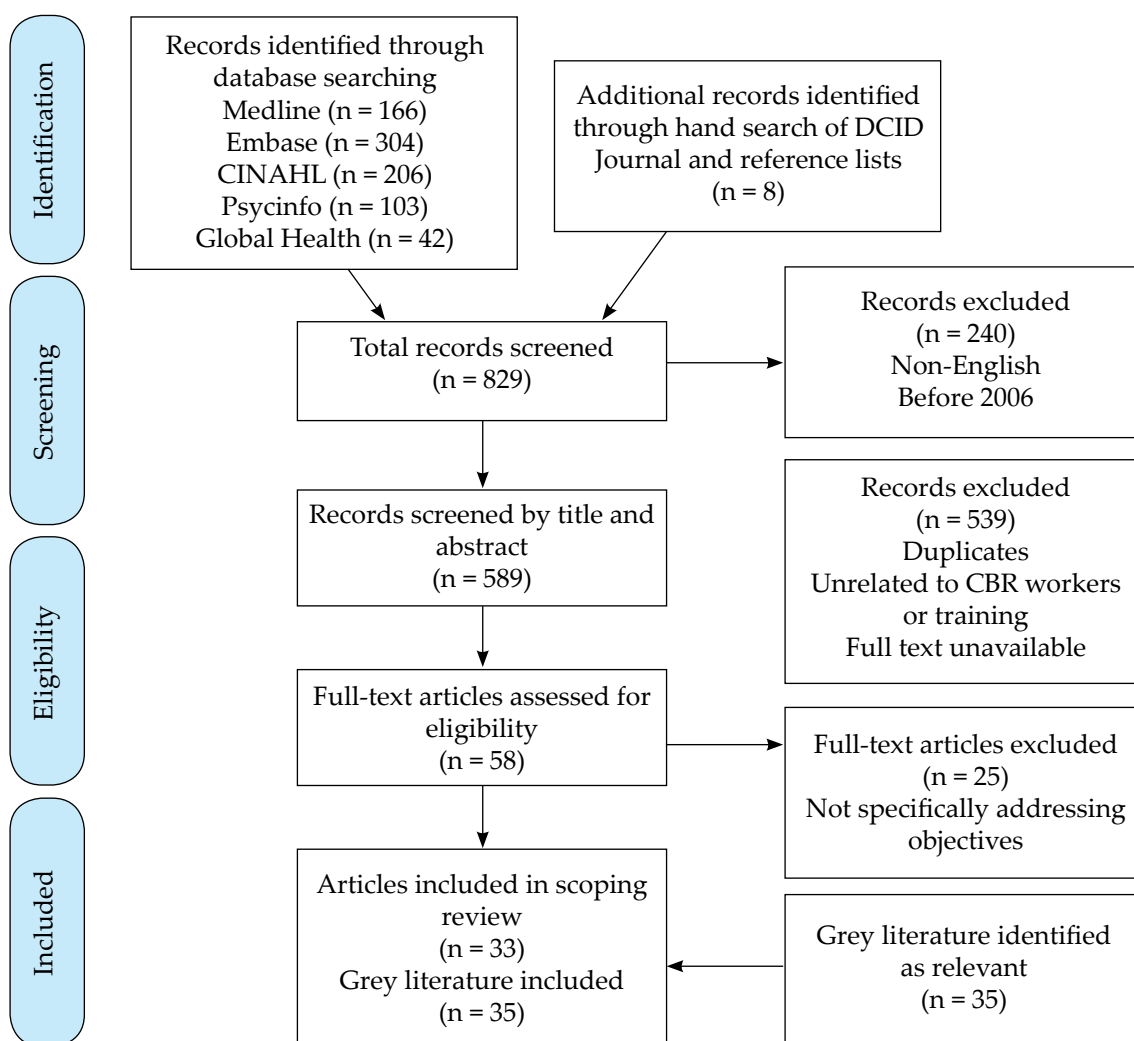 Identification
Records identified through
database searching
Medline (n = 166)
Embase (n = 304)
CINAHL (n = 206)
Psycinfo (n = 103)
Global Health (n = 42)
Additional records identified
through hand search of DCID
Journal and reference lists
(n = 8)
Screening
Total records screened
(n = 829)
Records excluded
(n = 240)
Non-English
Before 2006
Records screened by title and
abstract
(n = 589)
Records excluded
(n = 539)
Duplicates
Unrelated to CBR workers
or training
Full text unavailable
Eligibility
Full-text articles assessed for
eligibility
(n = 58)
Full-text articles excluded
(n = 25)
Not specifically addressing
objectives
Included
Articles included in scoping
review
(n = 33)
Grey literature included
(n = 35)
Grey literature identified
as relevant
(n = 35)